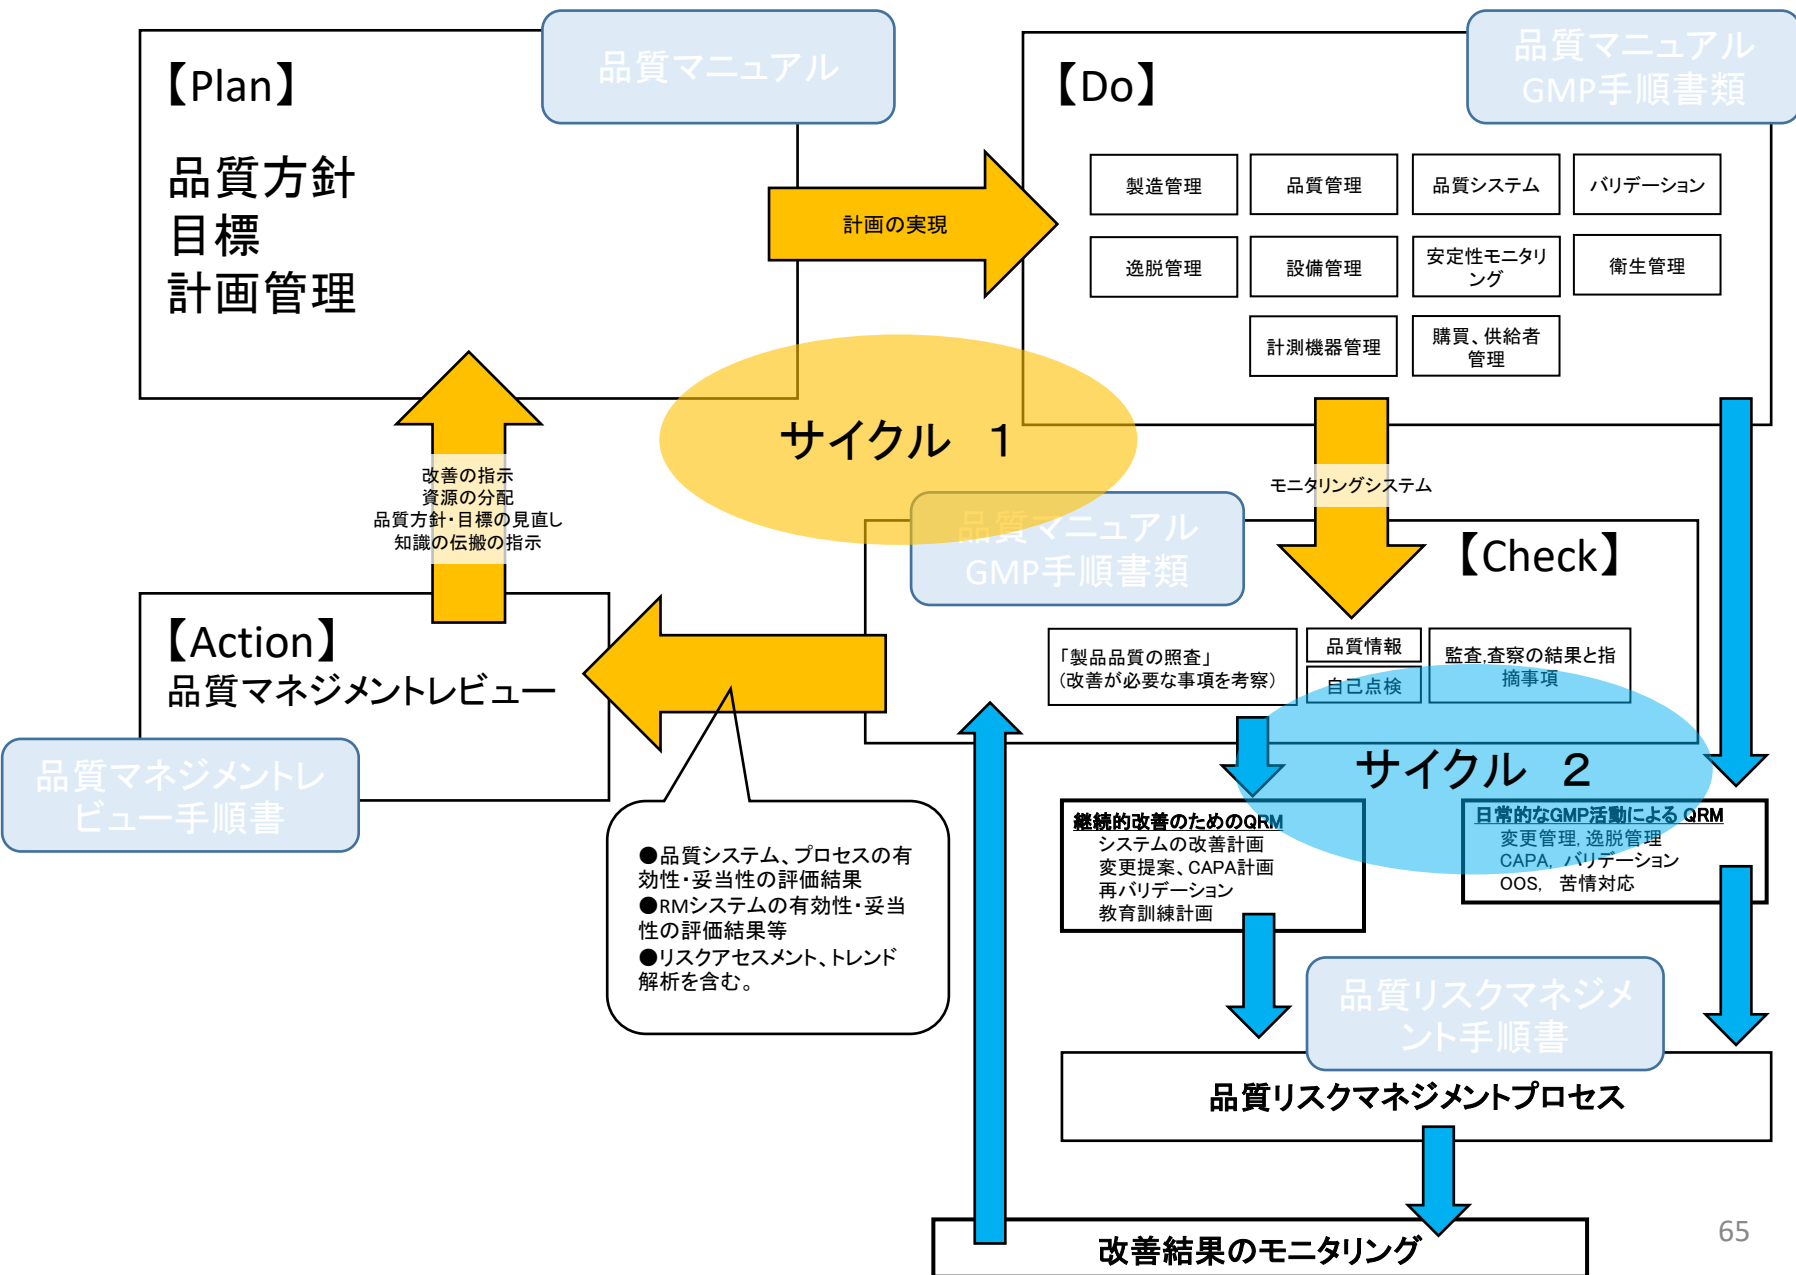 品質マニュアル
【Plan】
品質方針
目標
計画管理
計画の実現
品質マニュアル
GMP手順書類
【Do】
製造管理
品質管理
品質システム
バリデーション
逸脱管理
設備管理
安定性モニタリ
ング
衛生管理
計測機器管理
購買、供給者
管理
サイクル 1
改善の指示
資源の分配
品質方針・目標の見直し
知識の伝搬の指示
モニタリングシステム
品質マニュアル
GMP手順書類
【Check】
「製品品質の照査」
(改善が必要な事項を考察)
品質情報
自己点検
監査,査察の結果と指
摘事項
【Action】
品質マネジメントレビュー
品質マネジメントレ
ビュー手順書
サイクル 2
●品質システム、プロセスの有
効性・妥当性の評価結果
●RMシステムの有効性・妥当
性の評価結果等
●リスクアセスメント、トレンド
解析を含む。
継続的改善のためのQRM
システムの改善計画
変更提案、CAPA計画
再バリデーション
教育訓練計画
日常的なGMP活動による QRM
変更管理, 逸脱管理
CAPA, バリデーション
OOS, 苦情対応
品質リスクマネジメ
ント手順書
品質リスクマネジメントプロセス
改善結果のモニタリング
65